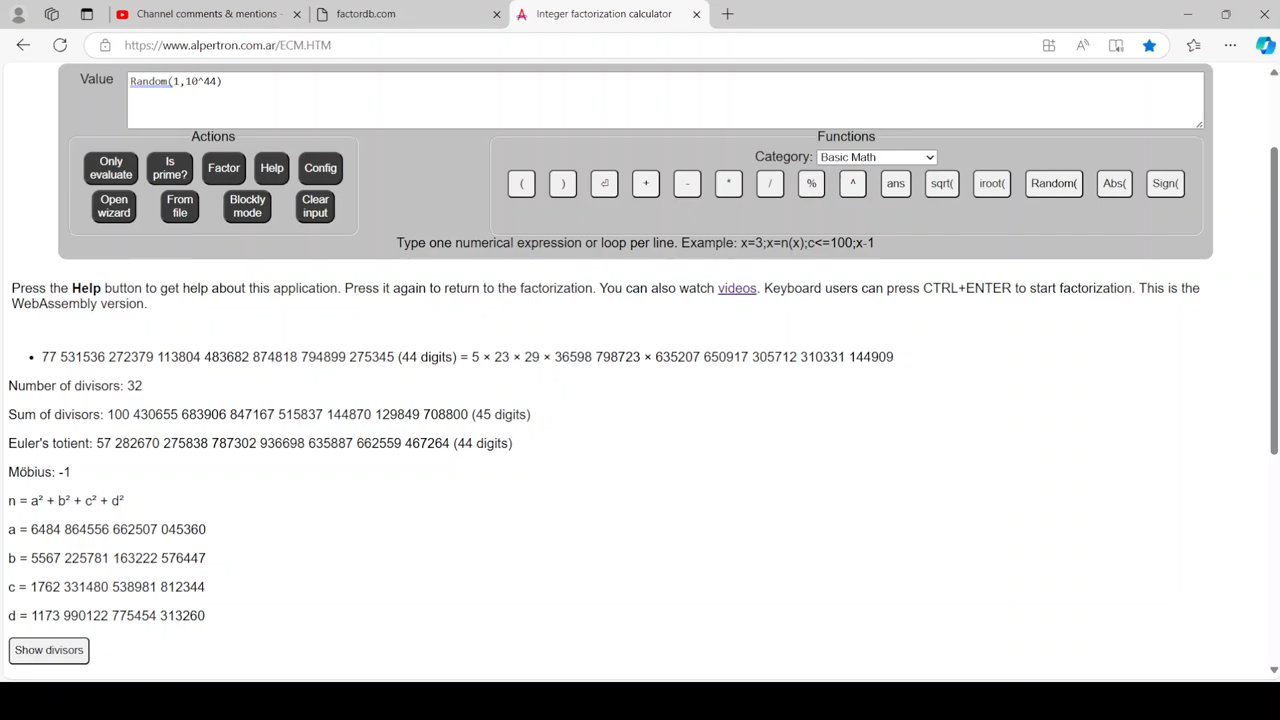 Channel comments & mentions -
factordb.com
Integer factorization calculator
https://www.alpertron.com.ar/ECM.HTM
Value
Random(1,10^44)
Actions
Functions
Only evaluate
Is prime?
Factor
Help
Config
Open wizard
From file
Blockly mode
Clear input
Category: Basic Math
( ) ⏎ + - * / % ^ ans sqrt( iroot( Random( Abs( Sign(
Type one numerical expression or loop per line. Example: x=3;x=n(x);c<=100;x-1
Press the Help button to get help about this application. Press it again to return to the factorization. You can also watch videos. Keyboard users can press CTRL+ENTER to start factorization. This is the
WebAssembly version.
• 77 531536 272379 113804 483682 874818 794899 275345 (44 digits) = 5 × 23 × 29 × 36598 798723 × 635207 650917 305712 310331 144909
Number of divisors: 32
Sum of divisors: 100 430655 683906 847167 515837 144870 129849 708800 (45 digits)
Euler's totient: 57 282670 275838 787302 936698 635887 662559 467264 (44 digits)
Möbius: -1
n = a² + b² + c² + d²
a = 6484 864556 662507 045360
b = 5567 225781 163222 576447
c = 1762 331480 538981 812344
d = 1173 990122 775454 313260
Show divisors